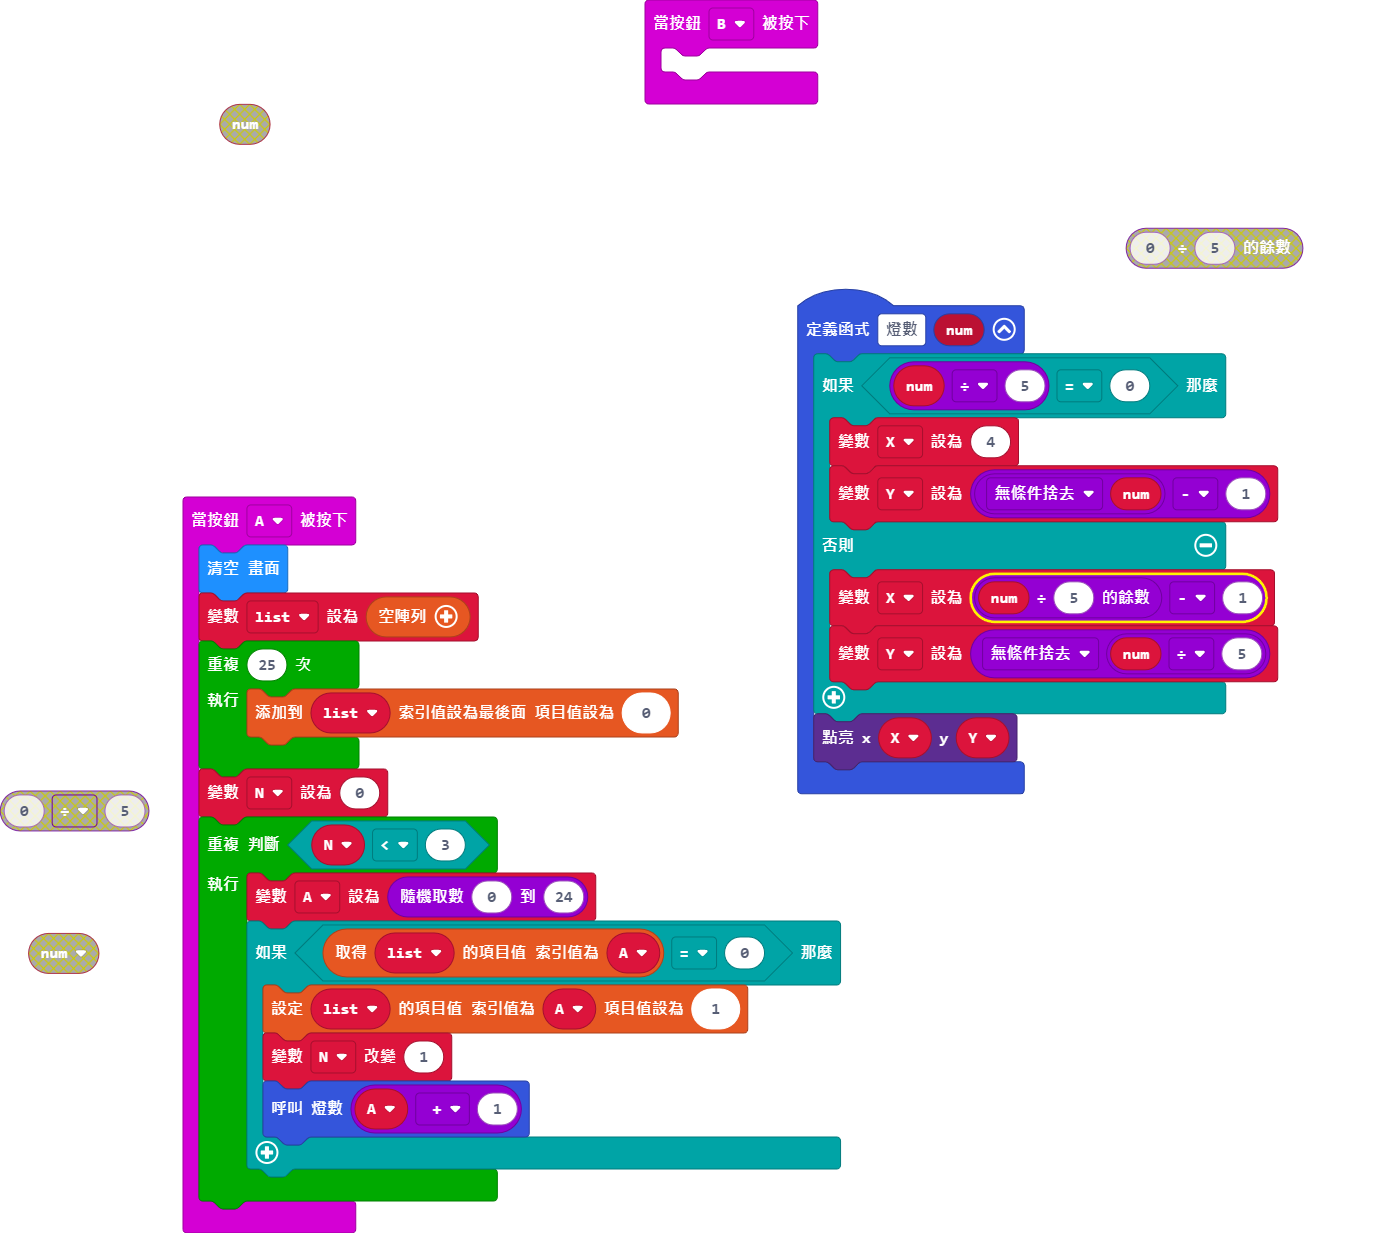 當按鈕 B 被按下
num
0 ÷ 5 的餘數
定義函式 燈數 num
如果 num ÷ 5 = 0 那麼
變數 X 設為 4
變數 Y 設為 無條件捨去 num - 1
否則
變數 X 設為 num ÷ 5 的餘數 - 1
變數 Y 設為 無條件捨去 num ÷ 5
點亮 x X y Y
當按鈕 A 被按下
清空 畫面
變數 list 設為 空陣列
重複 25 次
執行 添加到 list 索引值設為最後面 項目值設為 0
變數 N 設為 0
重複 判斷 N < 3
執行 變數 A 設為 隨機取數 0 到 24
如果 取得 list 的項目值 索引值為 A = 0 那麼
設定 list 的項目值 索引值為 A 項目值設為 1
變數 N 改變 1
呼叫 燈數 A + 1
0 ÷ 5
num